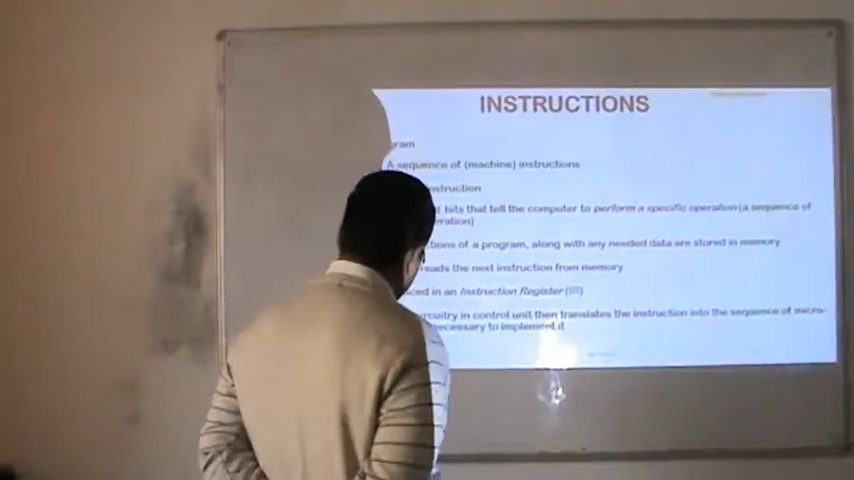 INSTRUCTIONS
gram
A sequence of (machine) instructions
struction
bits that tell the computer to perform a specific operation (a sequence of
eration)
tions of a program, along with any needed data are stored in memory
reads the next instruction from memory
aced in an Instruction Register (IR)
rcuitry in control unit then translates the instruction into the sequence of micro-
necessary to implement it